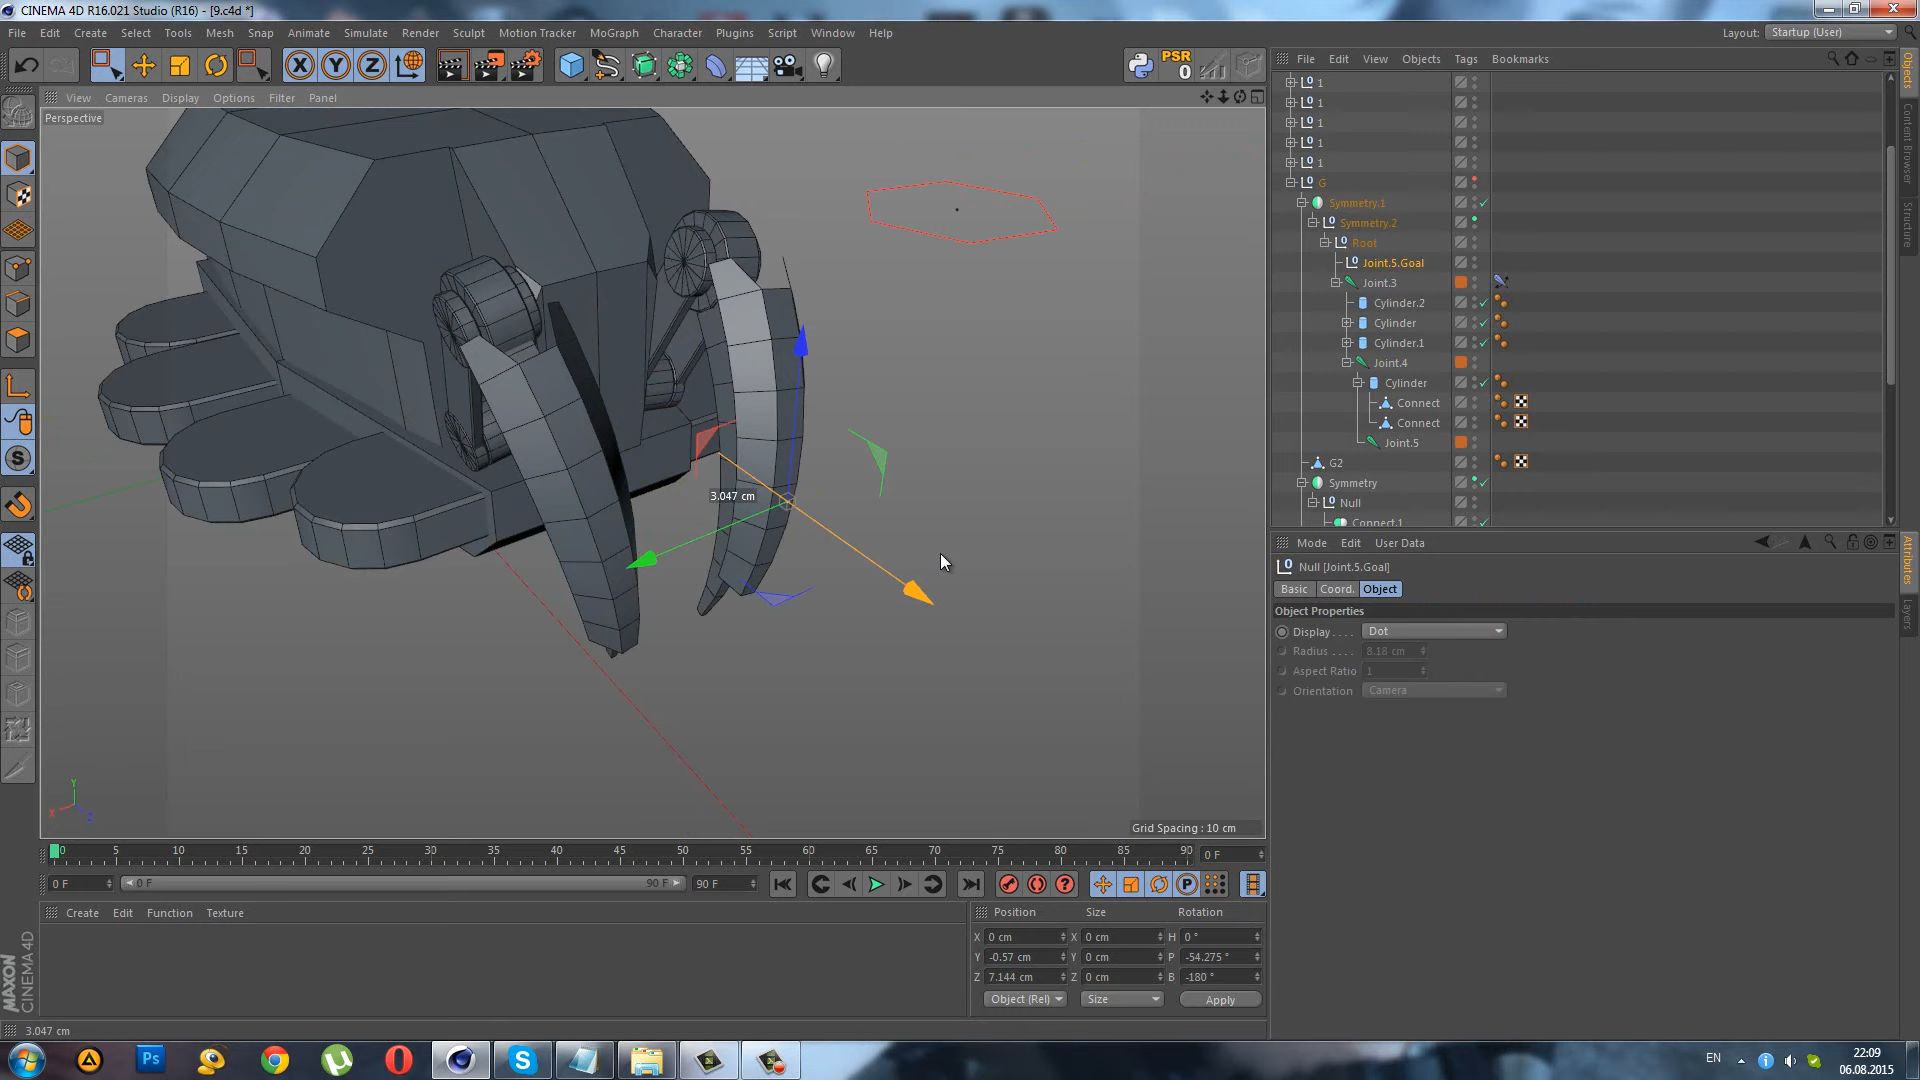 CINEMA 4D R16.021 Studio (R16) - [9.c4d *]
File Edit Create Select Tools Mesh Snap Animate Simulate Render Sculpt Motion Tracker MoGraph Character Plugins Script Window Help
Layout: Startup (User)
X Y Z
PSR
0
File Edit View Objects Tags Bookmarks
View Cameras Display Options Filter Panel
Perspective
1
1
1
1
1
G
Symmetry.1
Symmetry.2
Root
Joint.5.Goal
Joint.3
Cylinder.2
Cylinder
Cylinder.1
Joint.4
Cylinder
Connect
Connect
Joint.5
G2
Symmetry
Null
Connect.1
Objects
Content Browser
Structure
Attributes
Layers
3.047 cm
Mode Edit User Data
Null [Joint.5.Goal]
Basic Coord. Object
Object Properties
Display . . . . Dot
Radius . . . . 8.18 cm
Aspect Ratio 1
Orientation Camera
Y
X
Z
Grid Spacing : 10 cm
0 5 10 15 20 25 30 35 40 45 50 55 60 65 70 75 80 85 90
0 F
0 F 0 F 90 F 90 F
Create Edit Function Texture
Position Size Rotation
X 0 cm X 0 cm H 0 °
Y -0.57 cm Y 0 cm P -54.275 °
Z 7.144 cm Z 0 cm B -180 °
Object (Rel) Size Apply
MAXON
CINEMA 4D
3.047 cm
Ps
EN
22:09
06.08.2015